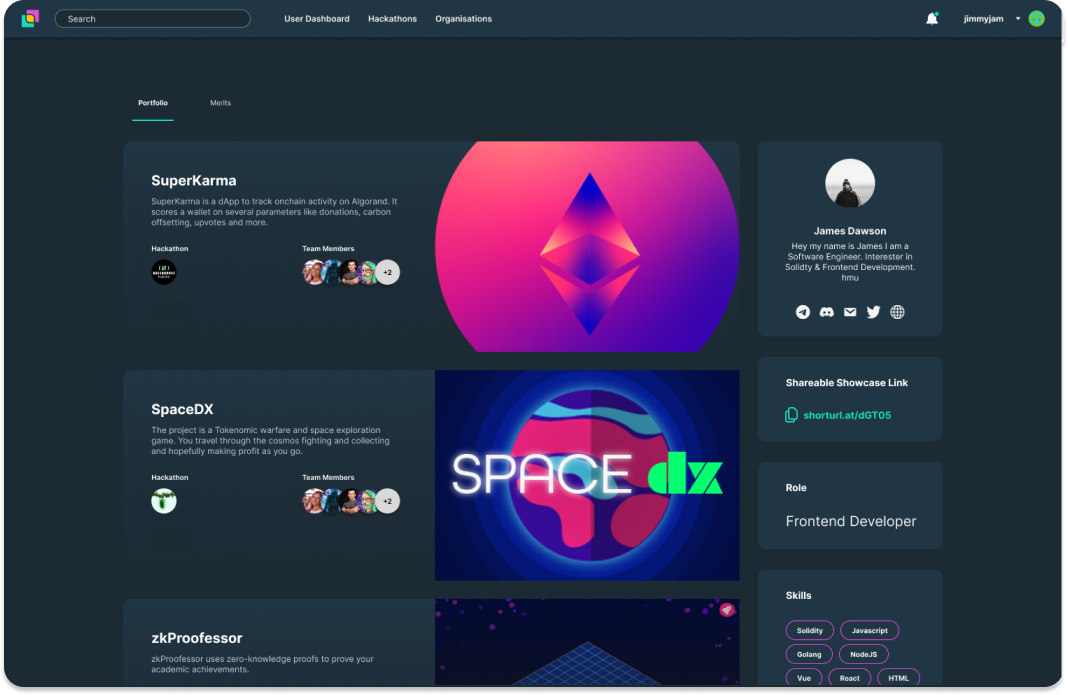 Search
User Dashboard
Hackathons
Organisations
jimmyjam
Portfolio
Merits
SuperKarma
SuperKarma is a dApp to track onchain activity on Algorand. It
scores a wallet on several parameters like donations, carbon
offsetting, upvotes and more.
Hackathon
Team Members
+2
SpaceDX
The project is a Tokenomic warfare and space exploration
game. You travel through the cosmos fighting and collecting
and hopefully making profit as you go.
Hackathon
Team Members
+2
SPACE dx
zkProofessor
zkProofessor uses zero-knowledge proofs to prove your
academic achievements.
James Dawson
Hey my name is James I am a
Software Engineer. Interester in
Solidty & Frontend Development.
hmu
Shareable Showcase Link
shorturl.at/dGT05
Role
Frontend Developer
Skills
Solidity
Javascript
Golang
NodeJS
Vue
React
HTML